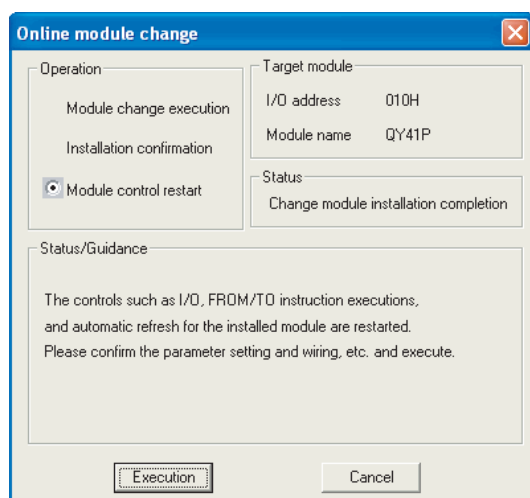 Online module change
Operation
Module change execution
Installation confirmation
Module control restart
Target module
I/O address 010H
Module name QY41P
Status
Change module installation completion
Status/Guidance
The controls such as I/O, FROM/TO instruction executions,
and automatic refresh for the installed module are restarted.
Please confirm the parameter setting and wiring, etc. and execute.
Execution
Cancel